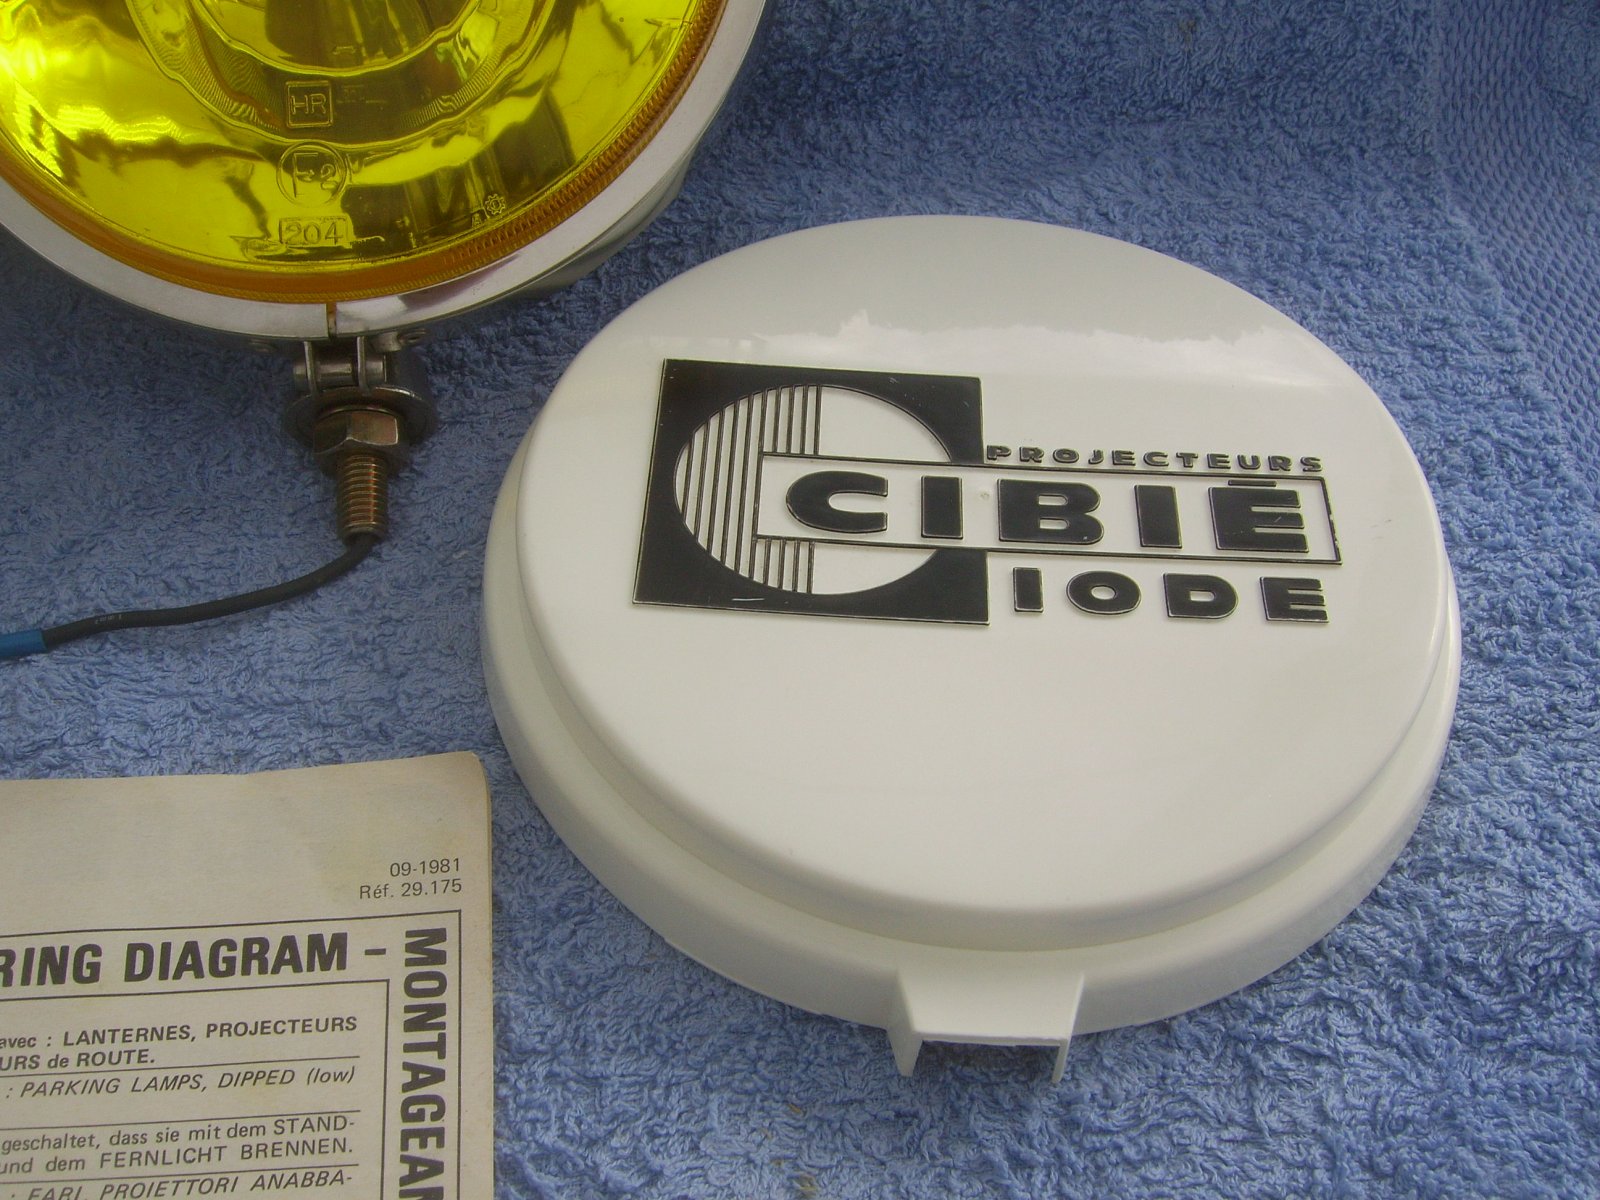 HR
E2
204
PROJECTEURS
CIBIÉ
IODE
09-1981
Réf. 29.175
RING DIAGRAM -
MONTAGEAN
avec : LANTERNES, PROJECTEURS
URS de ROUTE.
: PARKING LAMPS, DIPPED (low)
geschaltet, dass sie mit dem STAND-
und dem FERNLICHT BRENNEN.
: FARI, PROIETTORI ANABBA-